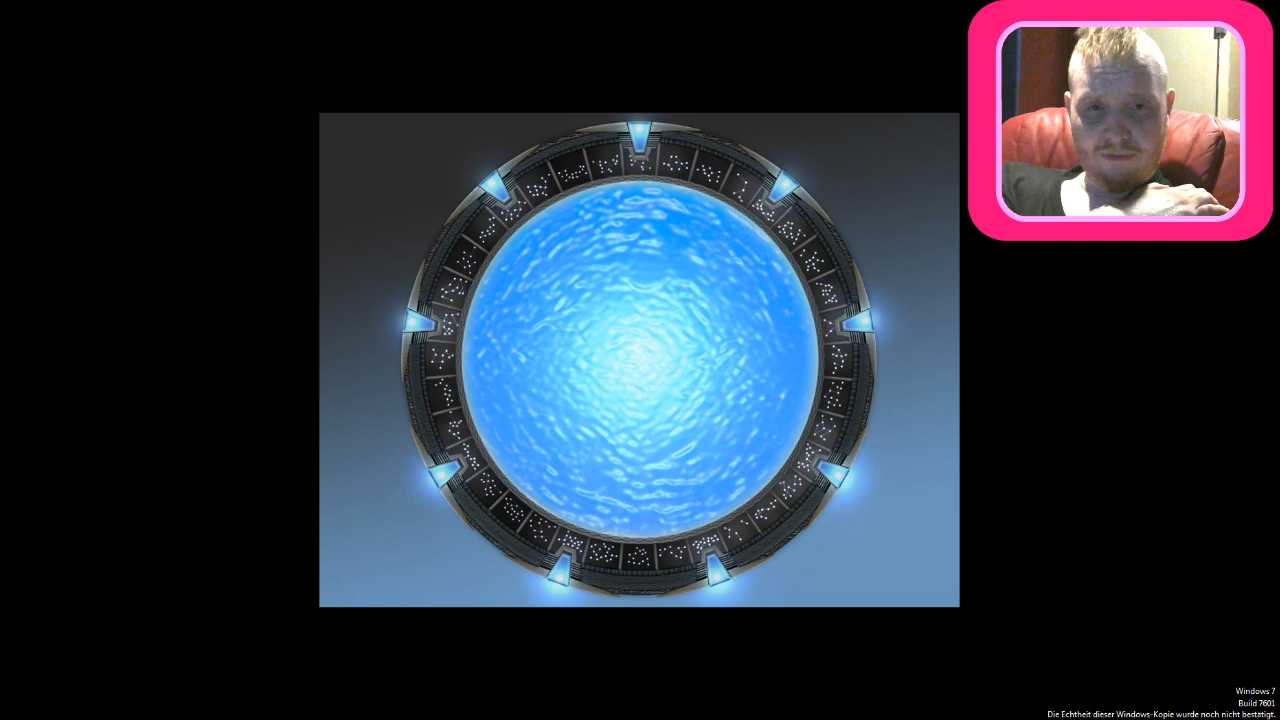 Windows 7
Build 7601
Die Echtheit dieser Windows-Kopie wurde noch nicht bestätigt.